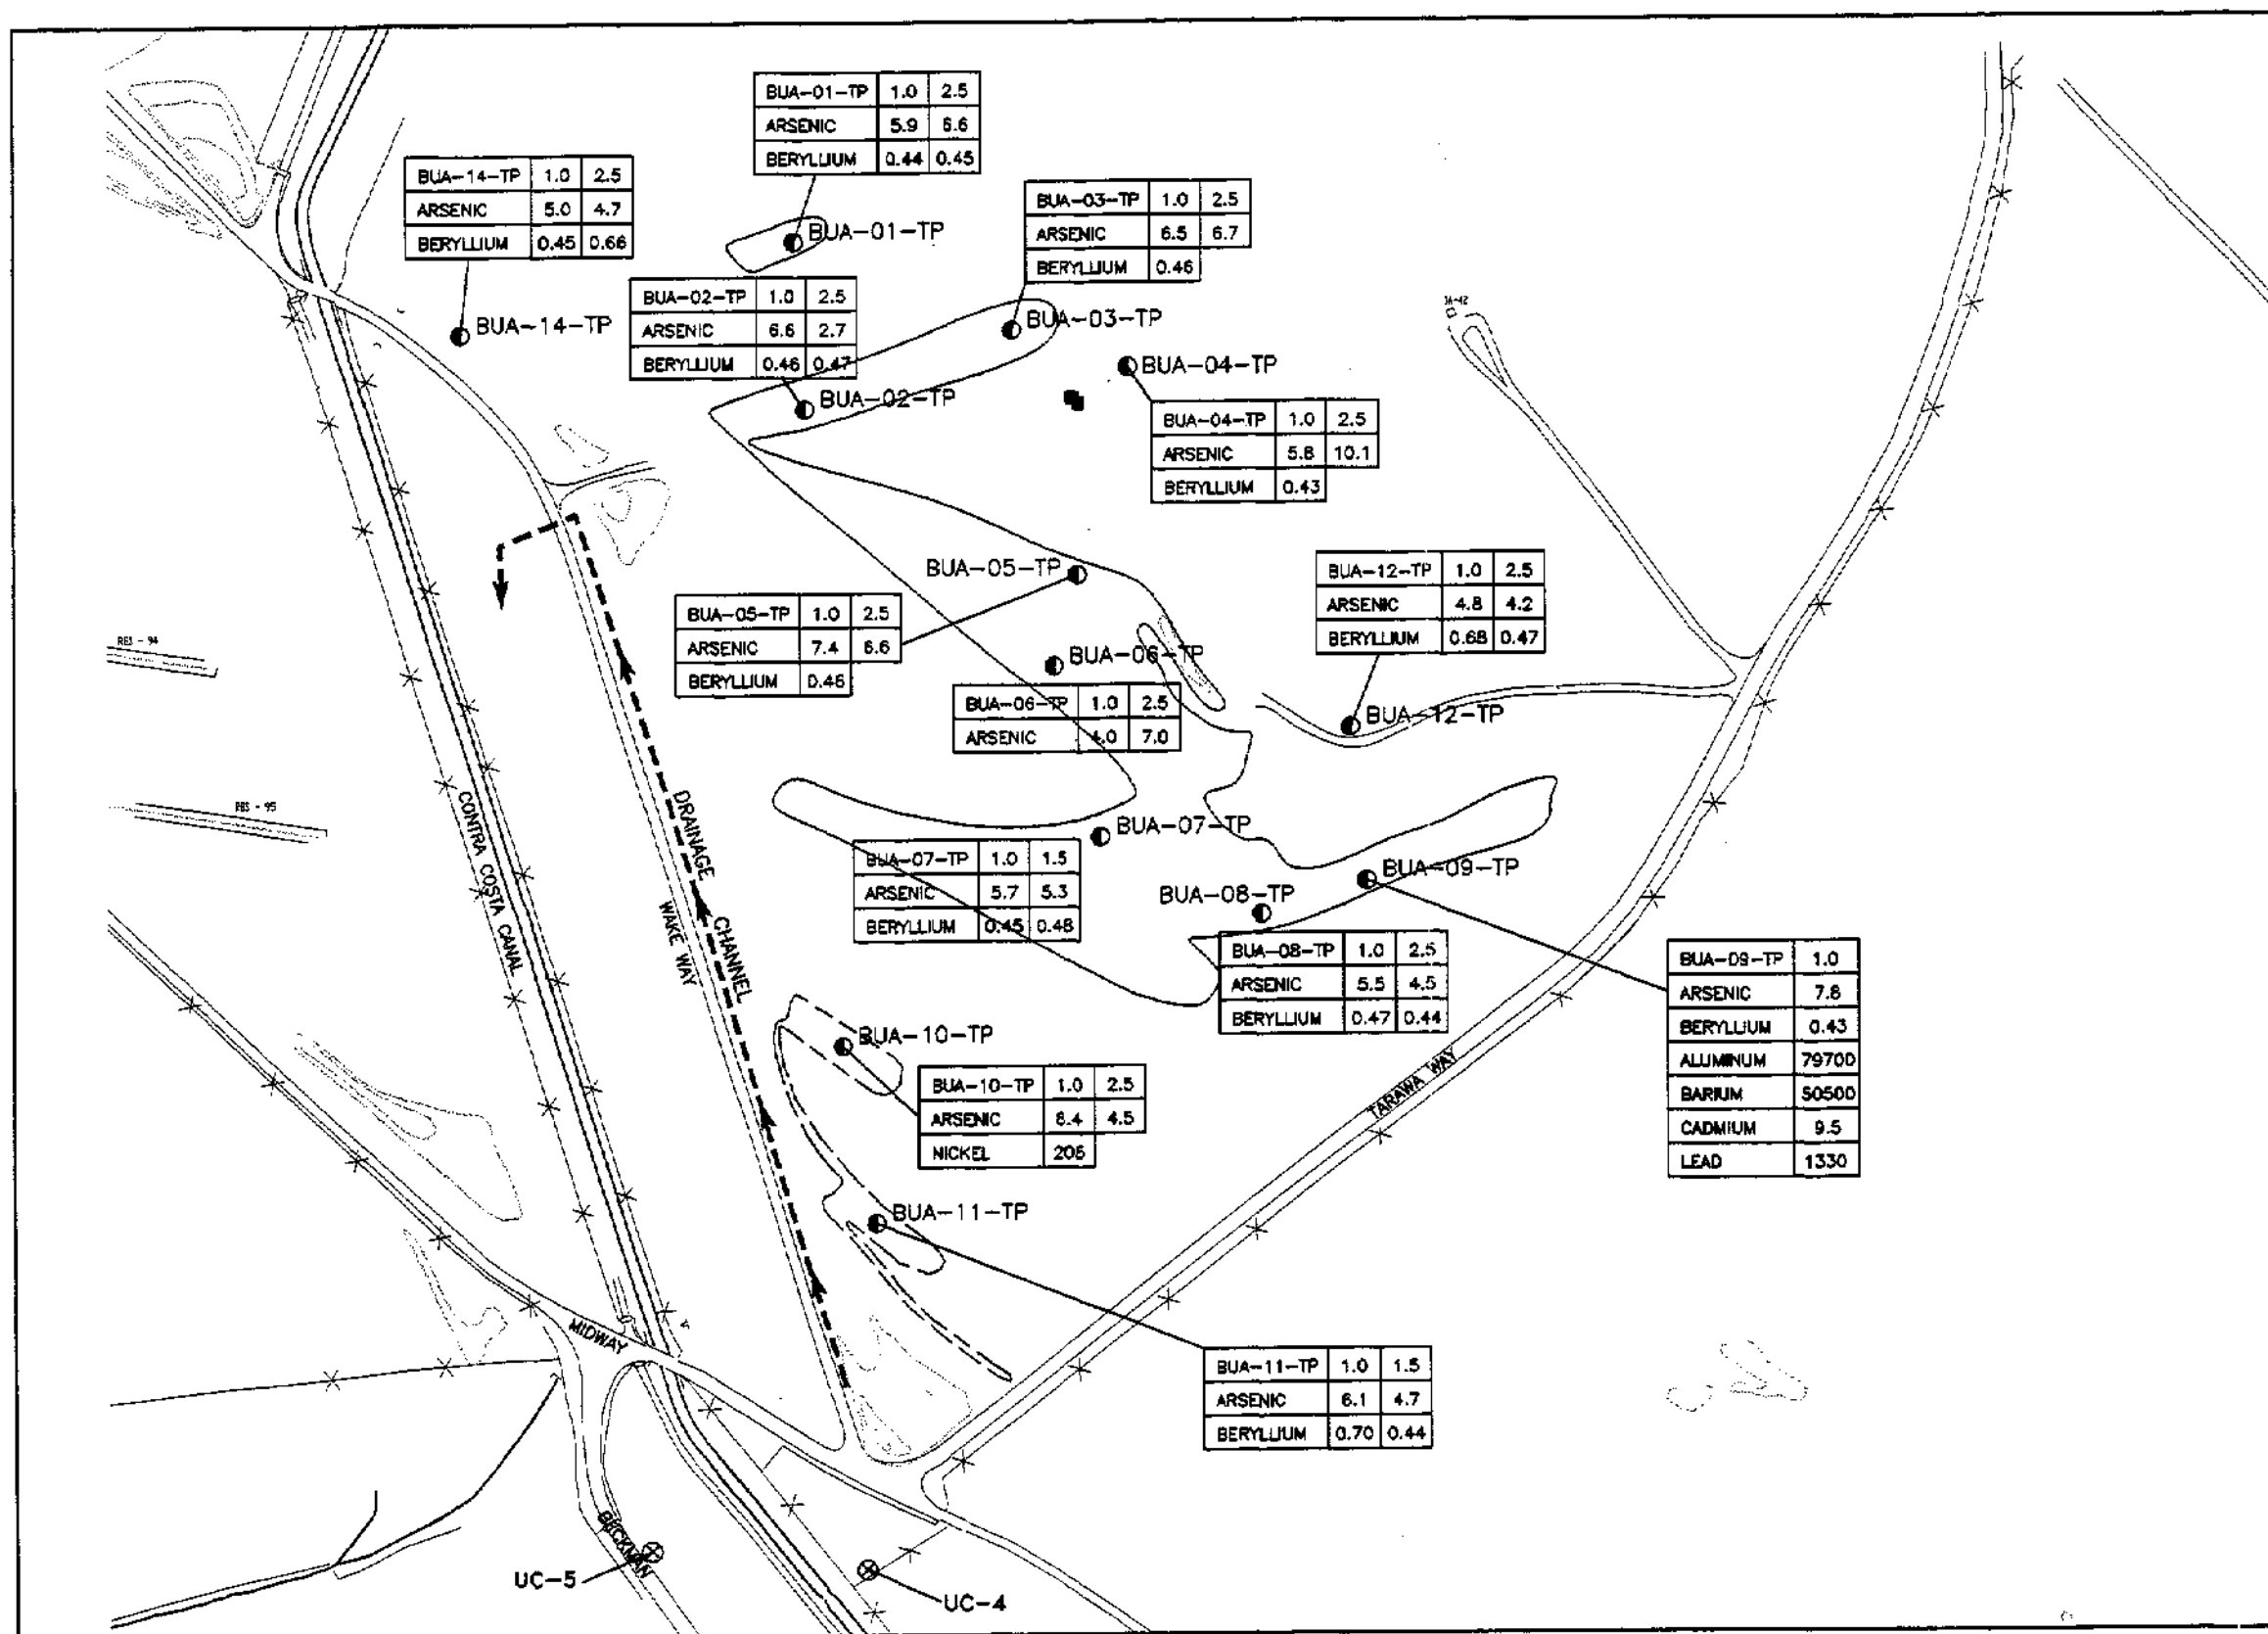 BUA-01-TP 1.0 2.5
ARSENIC 5.9 6.6
BERYLLIUM 0.44 0.45
BUA-14-TP 1.0 2.5
ARSENIC 5.0 4.7
BERYLLIUM 0.45 0.66
BUA-03-TP 1.0 2.5
ARSENIC 6.5 6.7
BERYLLIUM 0.46
BUA-01-TP
BUA-02-TP 1.0 2.5
ARSENIC 6.6 2.7
BERYLLIUM 0.46 0.47
BUA-14-TP
BUA-03-TP
BUA-04-TP
BUA-02-TP
BUA-04-TP 1.0 2.5
ARSENIC 5.8 10.1
BERYLLIUM 0.43
BUA-05-TP
BUA-12-TP 1.0 2.5
ARSENIC 4.8 4.2
BERYLLIUM 0.68 0.47
BUA-05-TP 1.0 2.5
ARSENIC 7.4 6.6
BERYLLIUM 0.46
RES - 94
BUA-06-TP
BUA-06-TP 1.0 2.5
ARSENIC 4.0 7.0
BUA-12-TP
RES - 95
CONTRA COSTA CANAL
DRAINAGE CHANNEL
WAKE WAY
BUA-07-TP
BUA-07-TP 1.0 1.5
ARSENIC 5.7 5.3
BERYLLIUM 0.45 0.48
BUA-09-TP
BUA-08-TP
BUA-08-TP 1.0 2.5
ARSENIC 5.5 4.5
BERYLLIUM 0.47 0.44
BUA-09-TP 1.0
ARSENIC 7.8
BERYLLIUM 0.43
ALUMINUM 79700
BARIUM 50500
CADMIUM 9.5
LEAD 1330
BUA-10-TP
BUA-10-TP 1.0 2.5
ARSENIC 8.4 4.5
NICKEL 206
TARAWA WAY
BUA-11-TP
MIDWAY
BUA-11-TP 1.0 1.5
ARSENIC 6.1 4.7
BERYLLIUM 0.70 0.44
BECKMAN
UC-5
UC-4